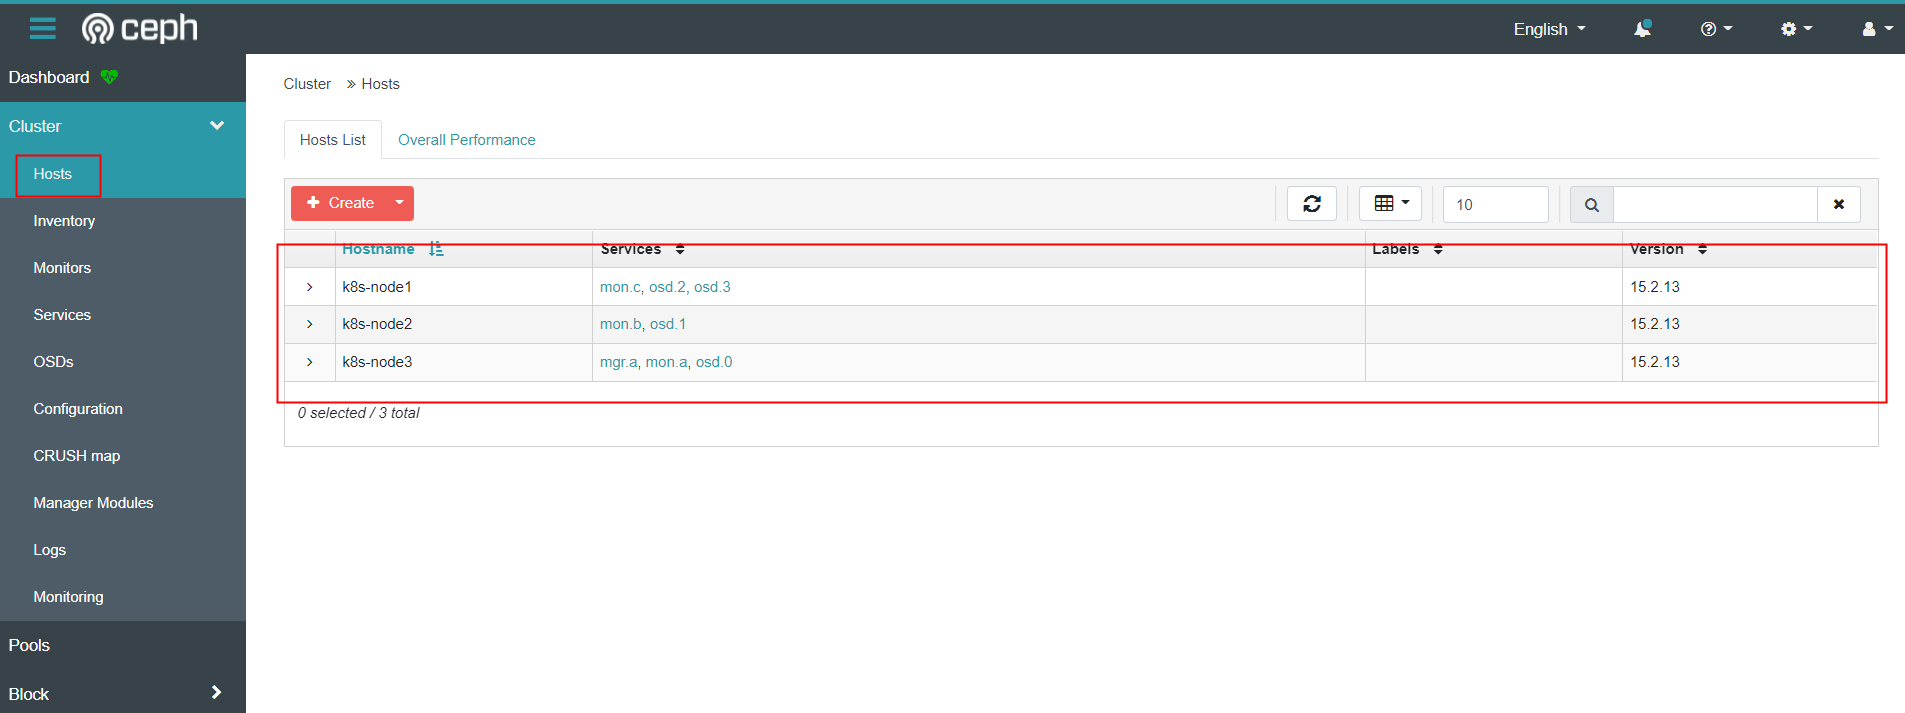 ceph English
Dashboard
Cluster
Hosts
Inventory
Monitors
Services
OSDs
Configuration
CRUSH map
Manager Modules
Logs
Monitoring
Pools
Block
Cluster » Hosts
Hosts List Overall Performance
+ Create 10
Hostname Services Labels Version
k8s-node1 mon.c, osd.2, osd.3 15.2.13
k8s-node2 mon.b, osd.1 15.2.13
k8s-node3 mgr.a, mon.a, osd.0 15.2.13
0 selected / 3 total